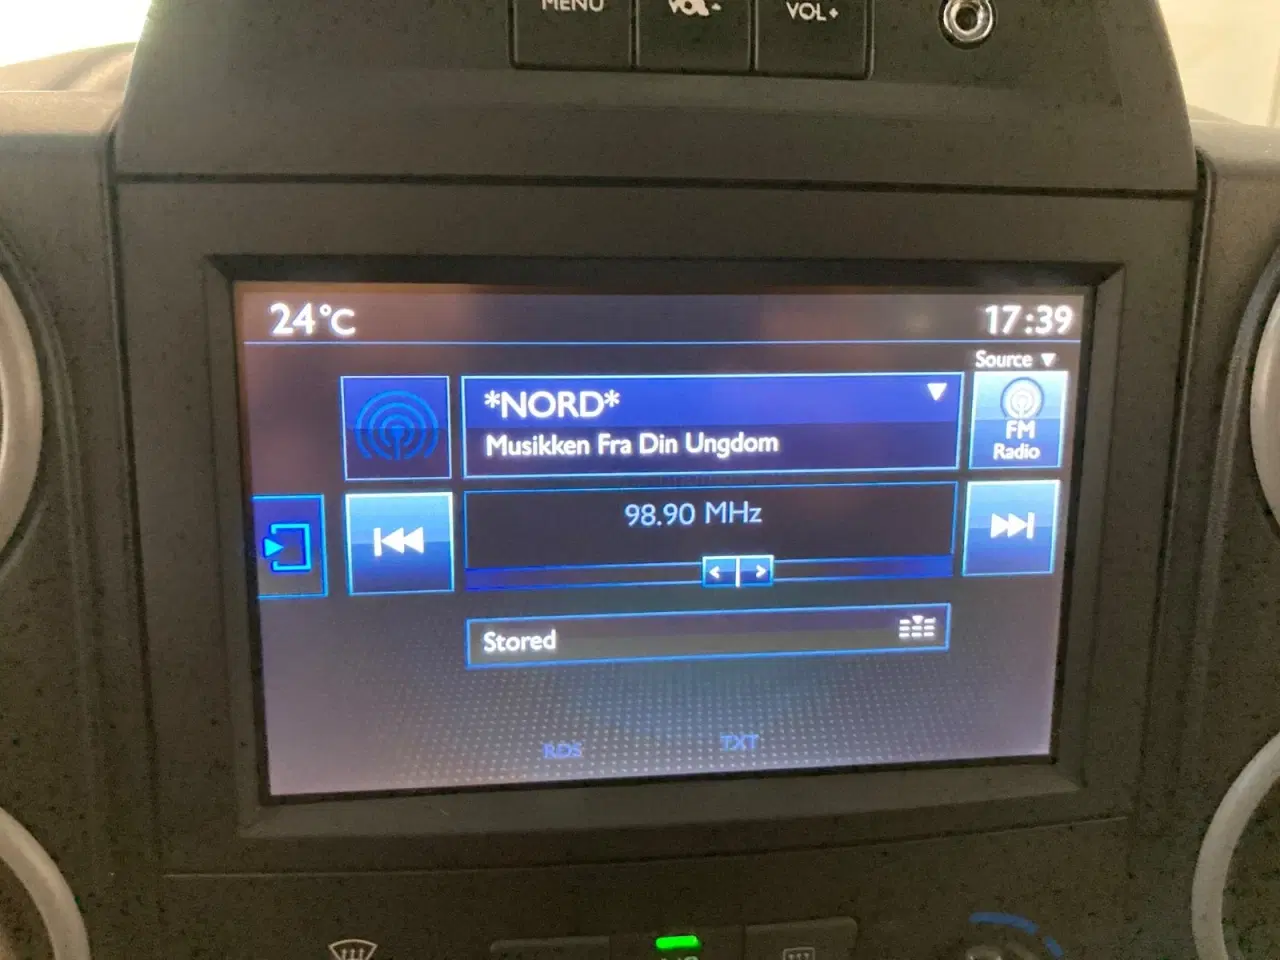 MENU VOL- VOL+
24°C 17:39
Source
*NORD*
Musikken Fra Din Ungdom
FM
Radio
98.90 MHz
< >
Stored
RDS TXT